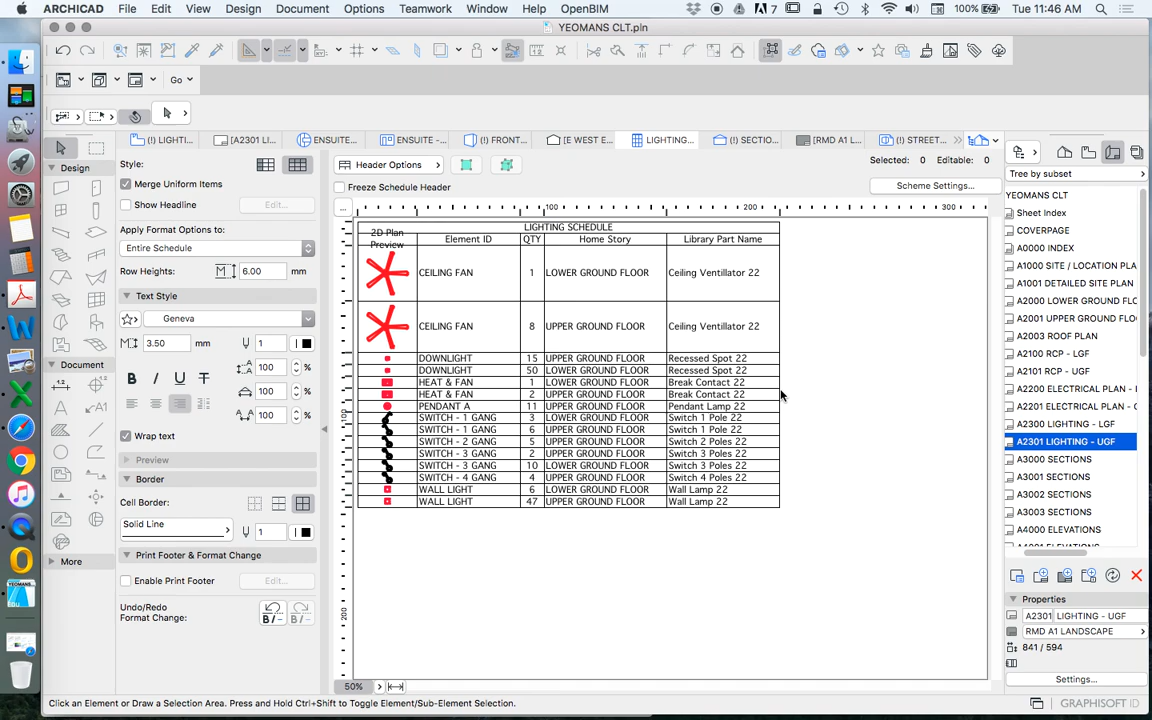 ARCHICAD File Edit View Design Document Options Teamwork Window Help OpenBIM 7 100% Tue 11:46 AM
YEOMANS CLT.pln
Go
(!) LIGHTI... [A2301 LI... ENSUITE... ENSUITE - ... (!) FRONT... [E WEST E... LIGHTING... (!) SECTIO... [RMD A1 L... (!) STREET...
Style:
Merge Uniform Items
Show Headline Edit...
Apply Format Options to:
Entire Schedule
Row Heights: 6.00 mm
Text Style
Geneva
3.50 mm 1
100 %
B I U T
100 %
100 %
Wrap text
Preview
Border
Cell Border:
Solid Line
1
Print Footer & Format Change
Enable Print Footer Edit...
Undo/Redo
Format Change:
Design
Document
More
Header Options
Selected: 0 Editable: 0
Freeze Schedule Header
Scheme Settings...
100 150 200 300
100
200
LIGHTING SCHEDULE
2D Plan Preview Element ID QTY Home Story Library Part Name
CEILING FAN 1 LOWER GROUND FLOOR Ceiling Ventillator 22
CEILING FAN 8 UPPER GROUND FLOOR Ceiling Ventillator 22
DOWNLIGHT 15 UPPER GROUND FLOOR Recessed Spot 22
DOWNLIGHT 50 UPPER GROUND FLOOR Recessed Spot 22
HEAT & FAN 1 LOWER GROUND FLOOR Break Contact 22
HEAT & FAN 2 UPPER GROUND FLOOR Break Contact 22
PENDANT A 11 UPPER GROUND FLOOR Pendant Lamp 22
SWITCH - 1 GANG 3 LOWER GROUND FLOOR Switch 1 Pole 22
SWITCH - 1 GANG 6 UPPER GROUND FLOOR Switch 1 Pole 22
SWITCH - 2 GANG 5 UPPER GROUND FLOOR Switch 2 Poles 22
SWITCH - 3 GANG 2 UPPER GROUND FLOOR Switch 3 Poles 22
SWITCH - 3 GANG 10 LOWER GROUND FLOOR Switch 3 Poles 22
SWITCH - 4 GANG 4 UPPER GROUND FLOOR Switch 4 Poles 22
WALL LIGHT 6 LOWER GROUND FLOOR Wall Lamp 22
WALL LIGHT 47 UPPER GROUND FLOOR Wall Lamp 22
50%
Tree by subset
YEOMANS CLT
Sheet Index
COVERPAGE
A0000 INDEX
A1000 SITE / LOCATION PLA
A1001 DETAILED SITE PLAN
A2000 LOWER GROUND FL
A2001 UPPER GROUND FL
A2003 ROOF PLAN
A2100 RCP - LGF
A2101 RCP - UGF
A2200 ELECTRICAL PLAN -
A2201 ELECTRICAL PLAN -
A2300 LIGHTING - LGF
A2301 LIGHTING - UGF
A3000 SECTIONS
A3001 SECTIONS
A3002 SECTIONS
A3003 SECTIONS
A4000 ELEVATIONS
A4001 ELEVATIONS
Properties
A2301 LIGHTING - UGF
RMD A1 LANDSCAPE
841 / 594
Settings...
Click an Element or Draw a Selection Area. Press and Hold Ctrl+Shift to Toggle Element/Sub-Element Selection.
GRAPHISOFT ID